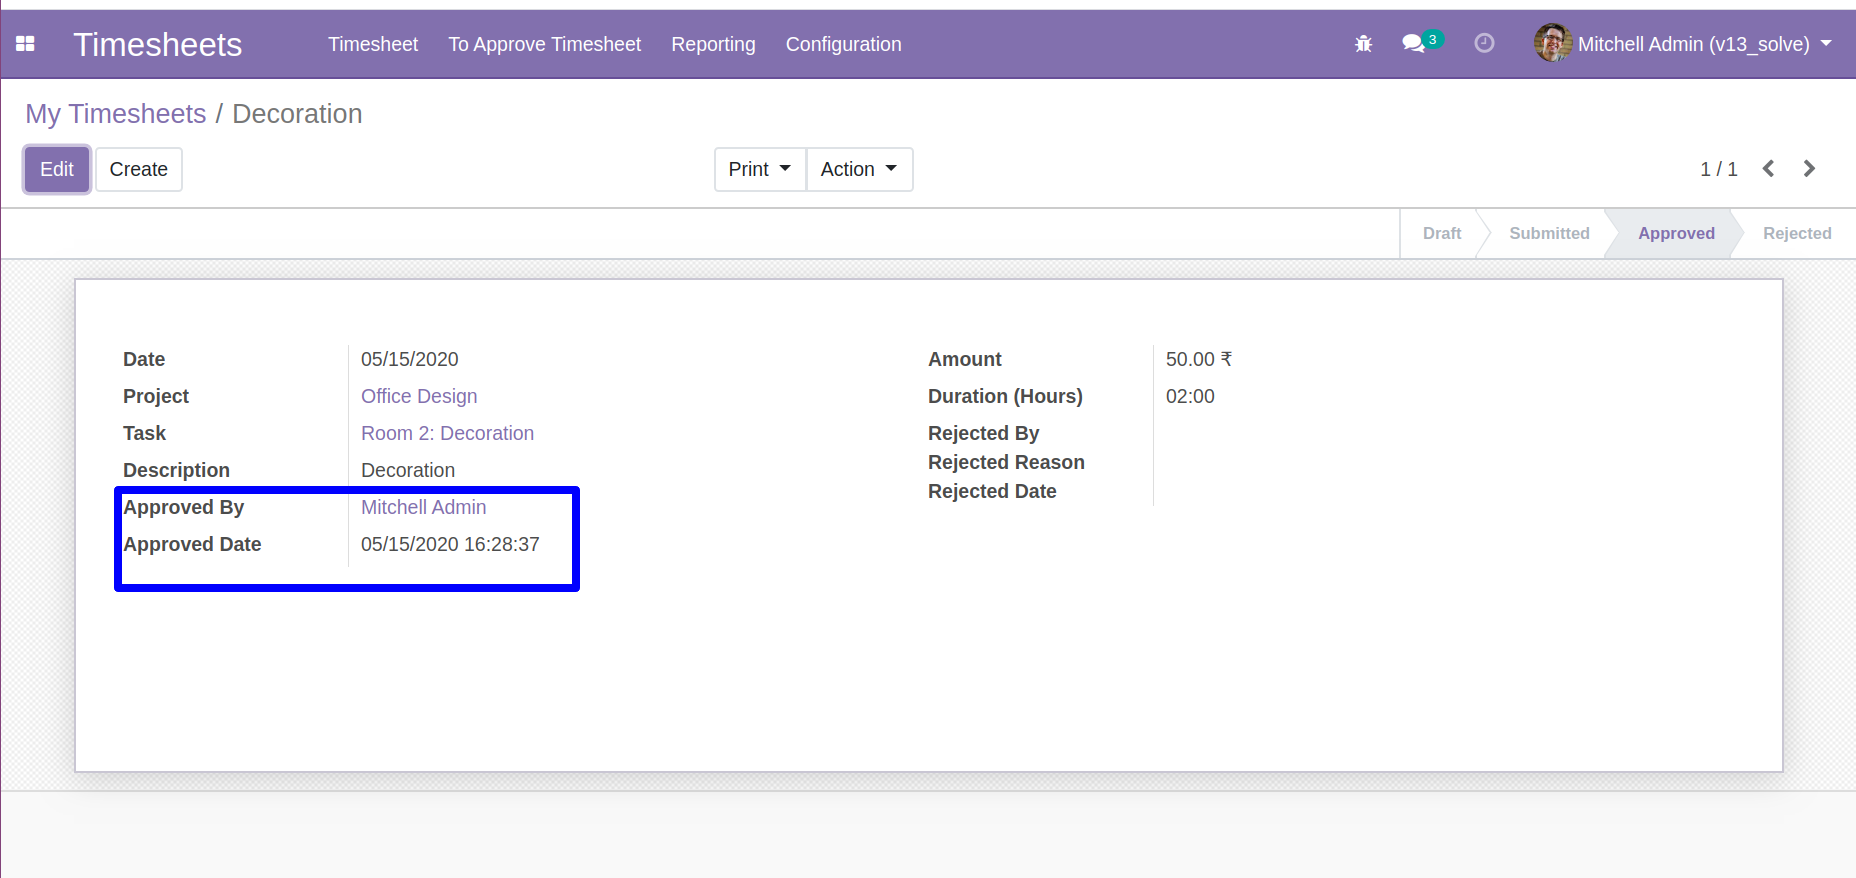 Timesheets Timesheet To Approve Timesheet Reporting Configuration 3 Mitchell Admin (v13_solve)
My Timesheets / Decoration
Edit Create Print Action 1 / 1
Draft Submitted Approved Rejected
Date 05/15/2020
Project Office Design
Task Room 2: Decoration
Description Decoration
Approved By Mitchell Admin
Approved Date 05/15/2020 16:28:37
Amount 50.00 ₹
Duration (Hours) 02:00
Rejected By
Rejected Reason
Rejected Date